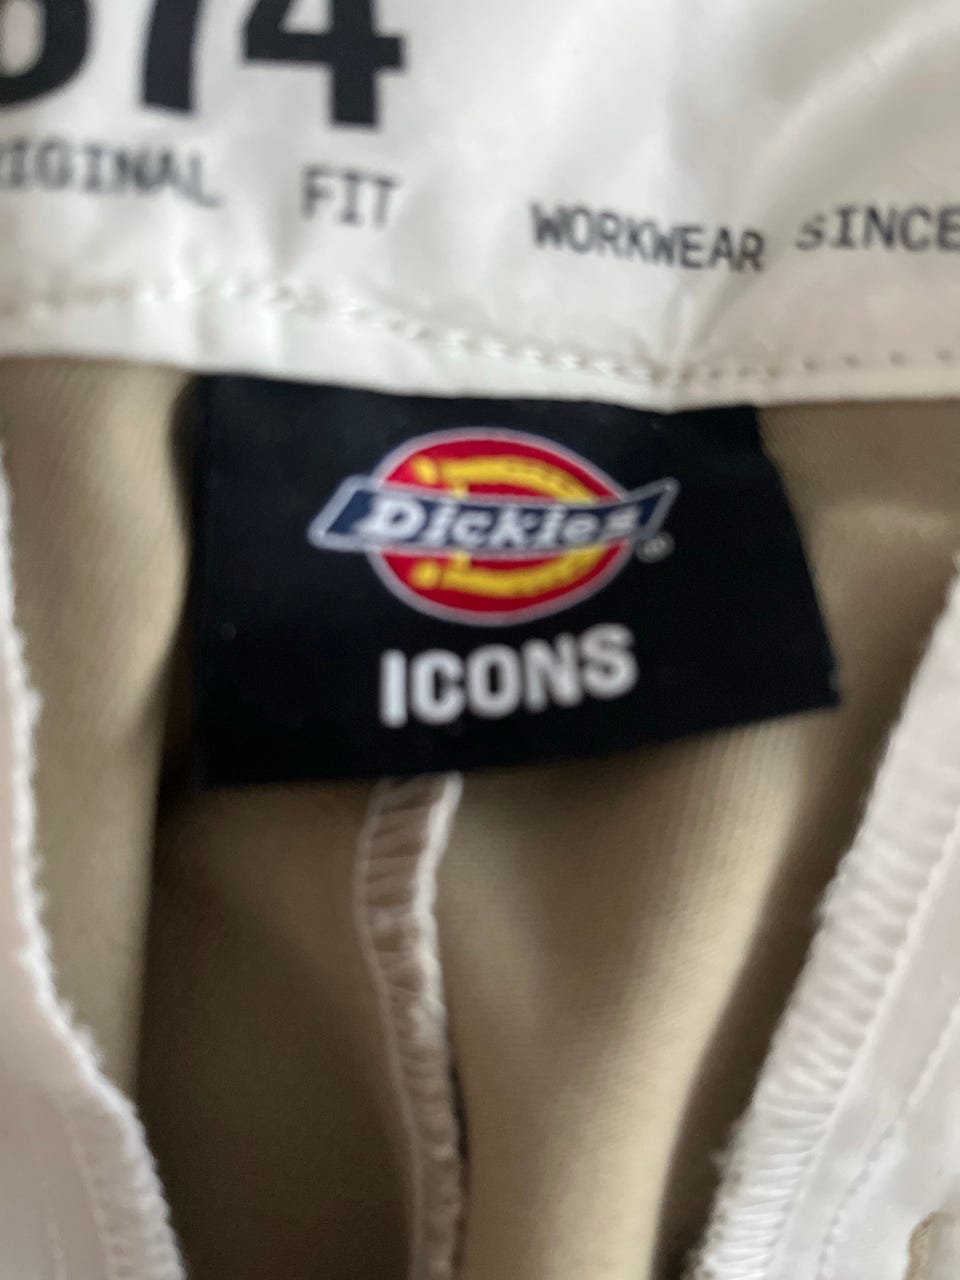 874
ORIGINAL FIT WORKWEAR SINCE
Dickies®
ICONS